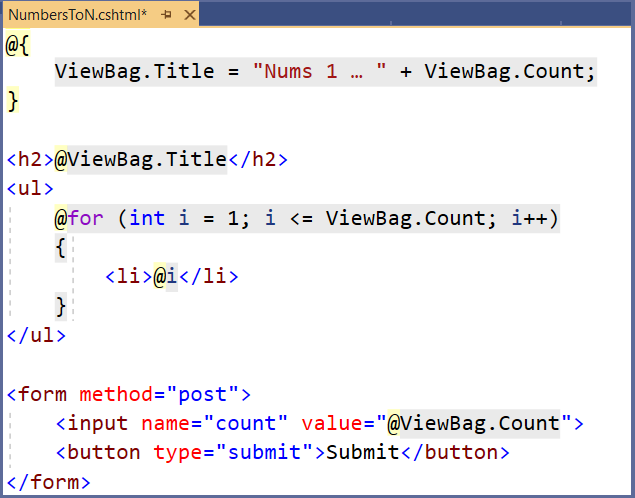 NumbersToN.cshtml*
@{
    ViewBag.Title = "Nums 1 … " + ViewBag.Count;
}
<h2>@ViewBag.Title</h2>
<ul>
    @for (int i = 1; i <= ViewBag.Count; i++)
    {
        <li>@i</li>
    }
</ul>
<form method="post">
    <input name="count" value="@ViewBag.Count">
    <button type="submit">Submit</button>
</form>